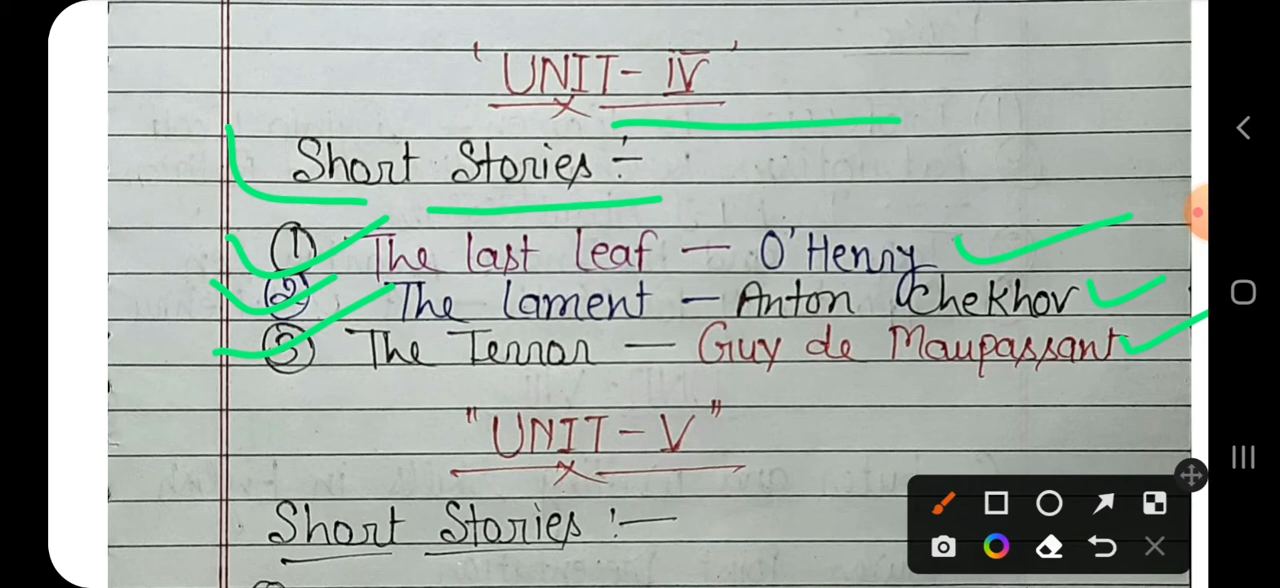 'UNIT - IV'
Short Stories :-
① The last leaf — O'Henry
② The lament — Anton Chekhov
③ The Terror — Guy de Maupassant
"UNIT - V"
Short Stories :—